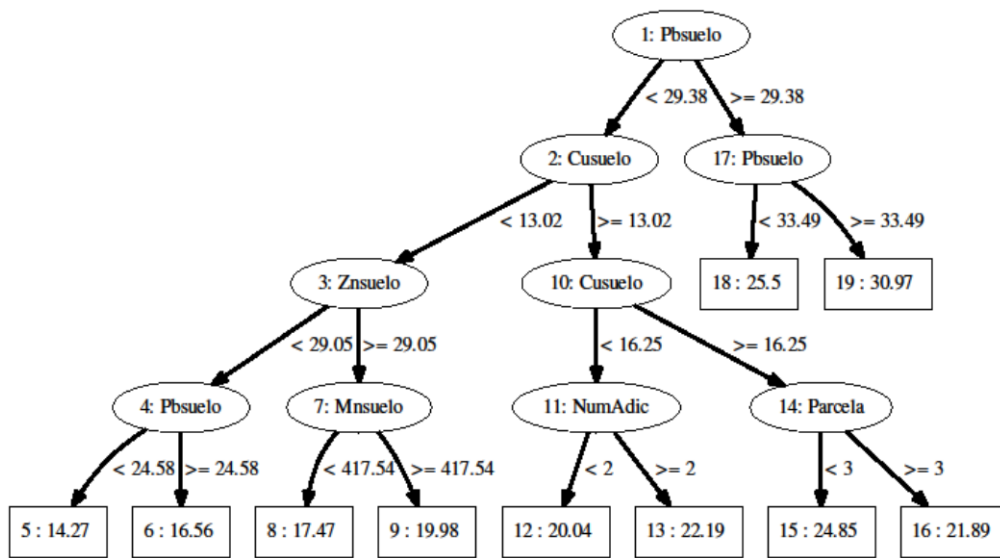 1: Pbsuelo
< 29.38 >= 29.38
2: Cusuelo 17: Pbsuelo
< 13.02 >= 13.02 < 33.49 >= 33.49
3: Znsuelo 10: Cusuelo 18 : 25.5 19 : 30.97
< 29.05 >= 29.05 < 16.25 >= 16.25
4: Pbsuelo 7: Mnsuelo 11: NumAdic 14: Parcela
< 24.58 >= 24.58 < 417.54 >= 417.54 < 2 >= 2 < 3 >= 3
5 : 14.27 6 : 16.56 8 : 17.47 9 : 19.98 12 : 20.04 13 : 22.19 15 : 24.85 16 : 21.89